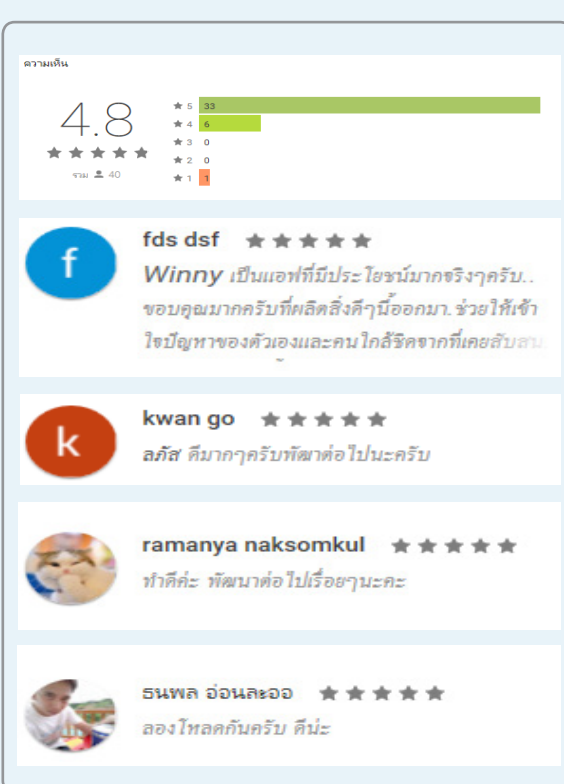 ความเห็น
4.8
รวม 40
5 33
4 6
3 0
2 0
1 1
f
fds dsf
Winny เป็นแอฟที่มีประโยชน์มากจริงๆครับ..
ขอบคุณมากครับที่ผลิตสิ่งดีๆนี้ออกมา. ช่วยให้เข้า
ใจปัญหาของตัวเองและคนใกล้ชิดจากที่เคยสับสน
k
kwan go
ลภัส ดีมากๆครับพัฒาต่อไปนะครับ
ramanya naksomkul
ทำดีค่ะ พัฒนาต่อไปเรื่อยๆนะคะ
ธนพล อ่อนละออ
ลองโหลดกันครับ ดีน่ะ